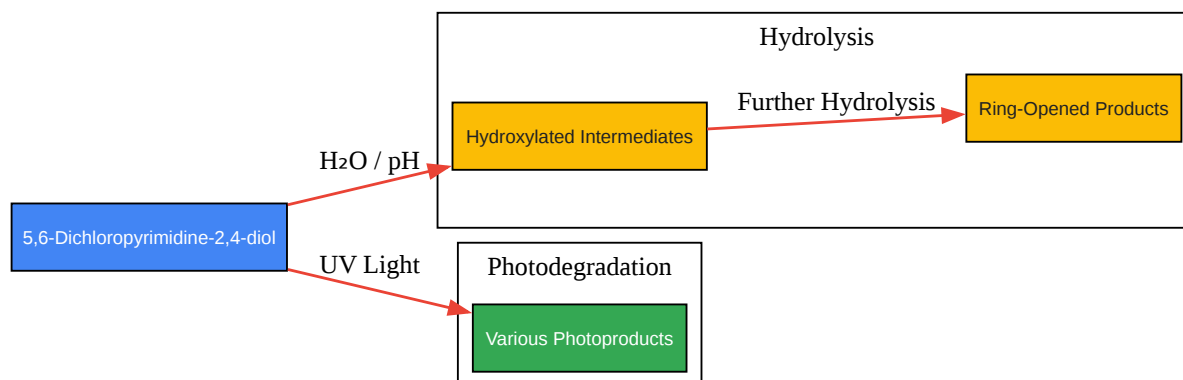 Hydrolysis
Further Hydrolysis
Ring-Opened Products
Hydroxylated Intermediates
H₂O / pH
5,6-Dichloropyrimidine-2,4-diol
UV Light
Photodegradation
Various Photoproducts